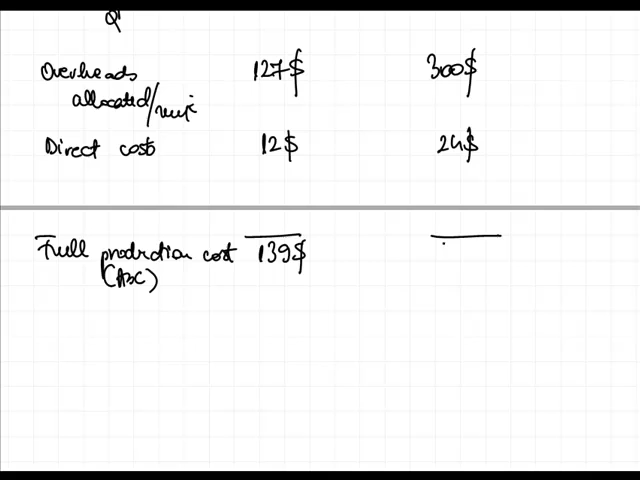 Q'
Overheads 127$ 300$
allocated/unit
Direct costs 12$ 24$
Full production cost 139$
(ABC)